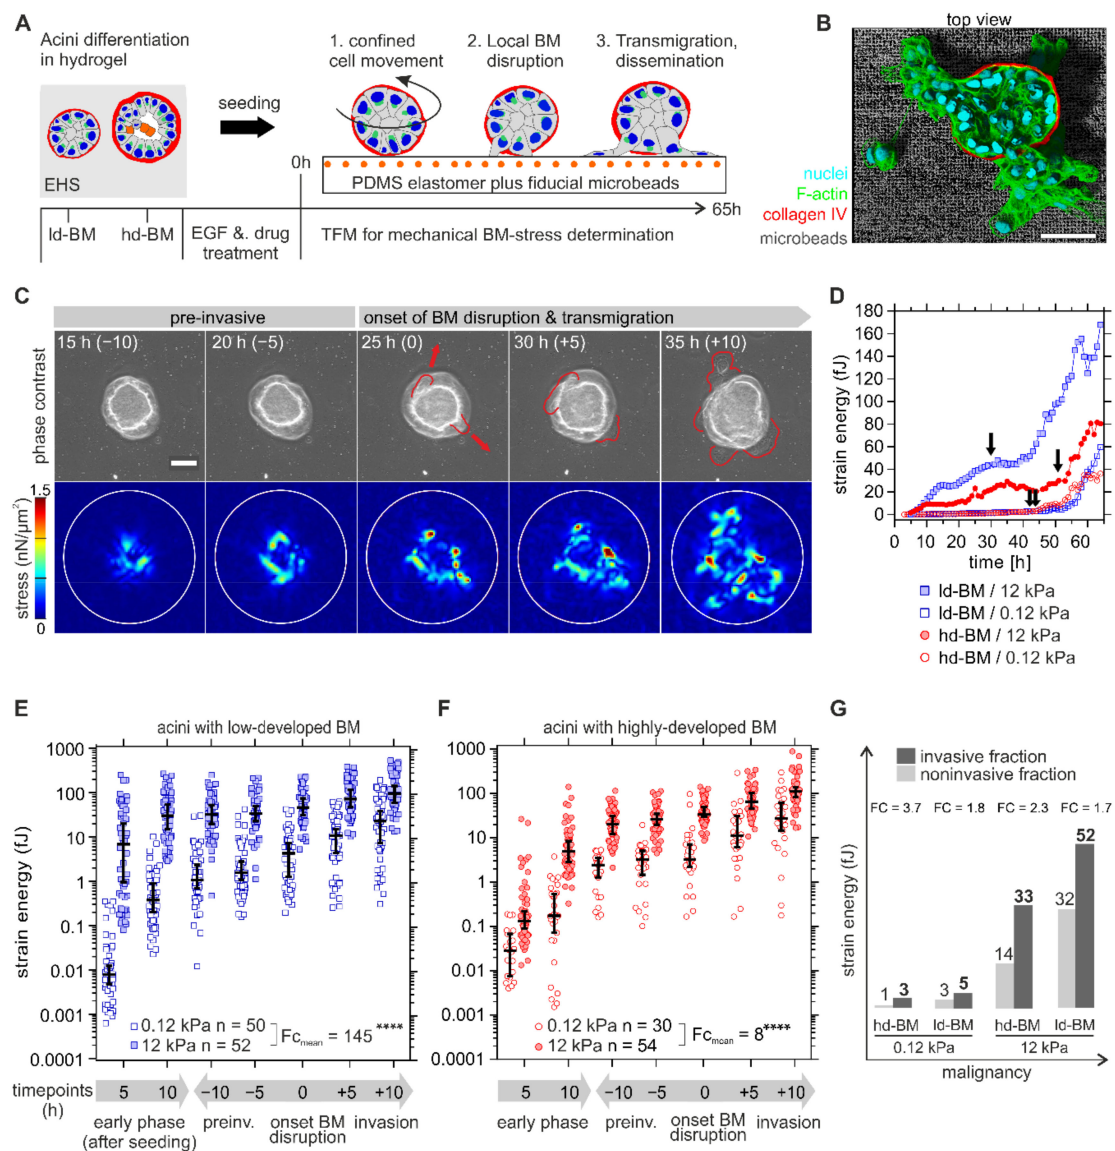 A
Acini differentiation
in hydrogel
EHS
seeding
1. confined
cell movement
2. Local BM
disruption
3. Transmigration,
dissemination
0h
PDMS elastomer plus fiducial microbeads
65h
ld-BM
hd-BM
EGF &. drug
treatment
TFM for mechanical BM-stress determination
B
top view
nuclei
F-actin
collagen IV
microbeads
C
pre-invasive
onset of BM disruption & transmigration
phase contrast
15 h (−10)
20 h (−5)
25 h (0)
30 h (+5)
35 h (+10)
stress (nN/μm²)
1.5
0
D
strain energy (fJ)
180
160
140
120
100
80
60
40
20
0
0 10 20 30 40 50 60
time [h]
ld-BM / 12 kPa
ld-BM / 0.12 kPa
hd-BM / 12 kPa
hd-BM / 0.12 kPa
E
acini with low-developed BM
strain energy (fJ)
1000
100
10
1
0.1
0.01
0.001
0.0001
0.12 kPa n = 50
12 kPa n = 52
Fcmean = 145 ****
timepoints
(h)
5 10 −10 −5 0 +5 +10
early phase
(after seeding)
preinv.
onset BM
disruption
invasion
F
acini with highly-developed BM
1000
100
10
1
0.1
0.01
0.001
0.0001
0.12 kPa n = 30
12 kPa n = 54
Fcmean = 8****
5 10 −10 −5 0 +5 +10
early phase
preinv.
onset BM
disruption
invasion
G
invasive fraction
noninvasive fraction
FC = 3.7 FC = 1.8 FC = 2.3 FC = 1.7
strain energy (fJ)
1 3 3 5 14 33 32 52
hd-BM ld-BM hd-BM ld-BM
0.12 kPa 12 kPa
malignancy